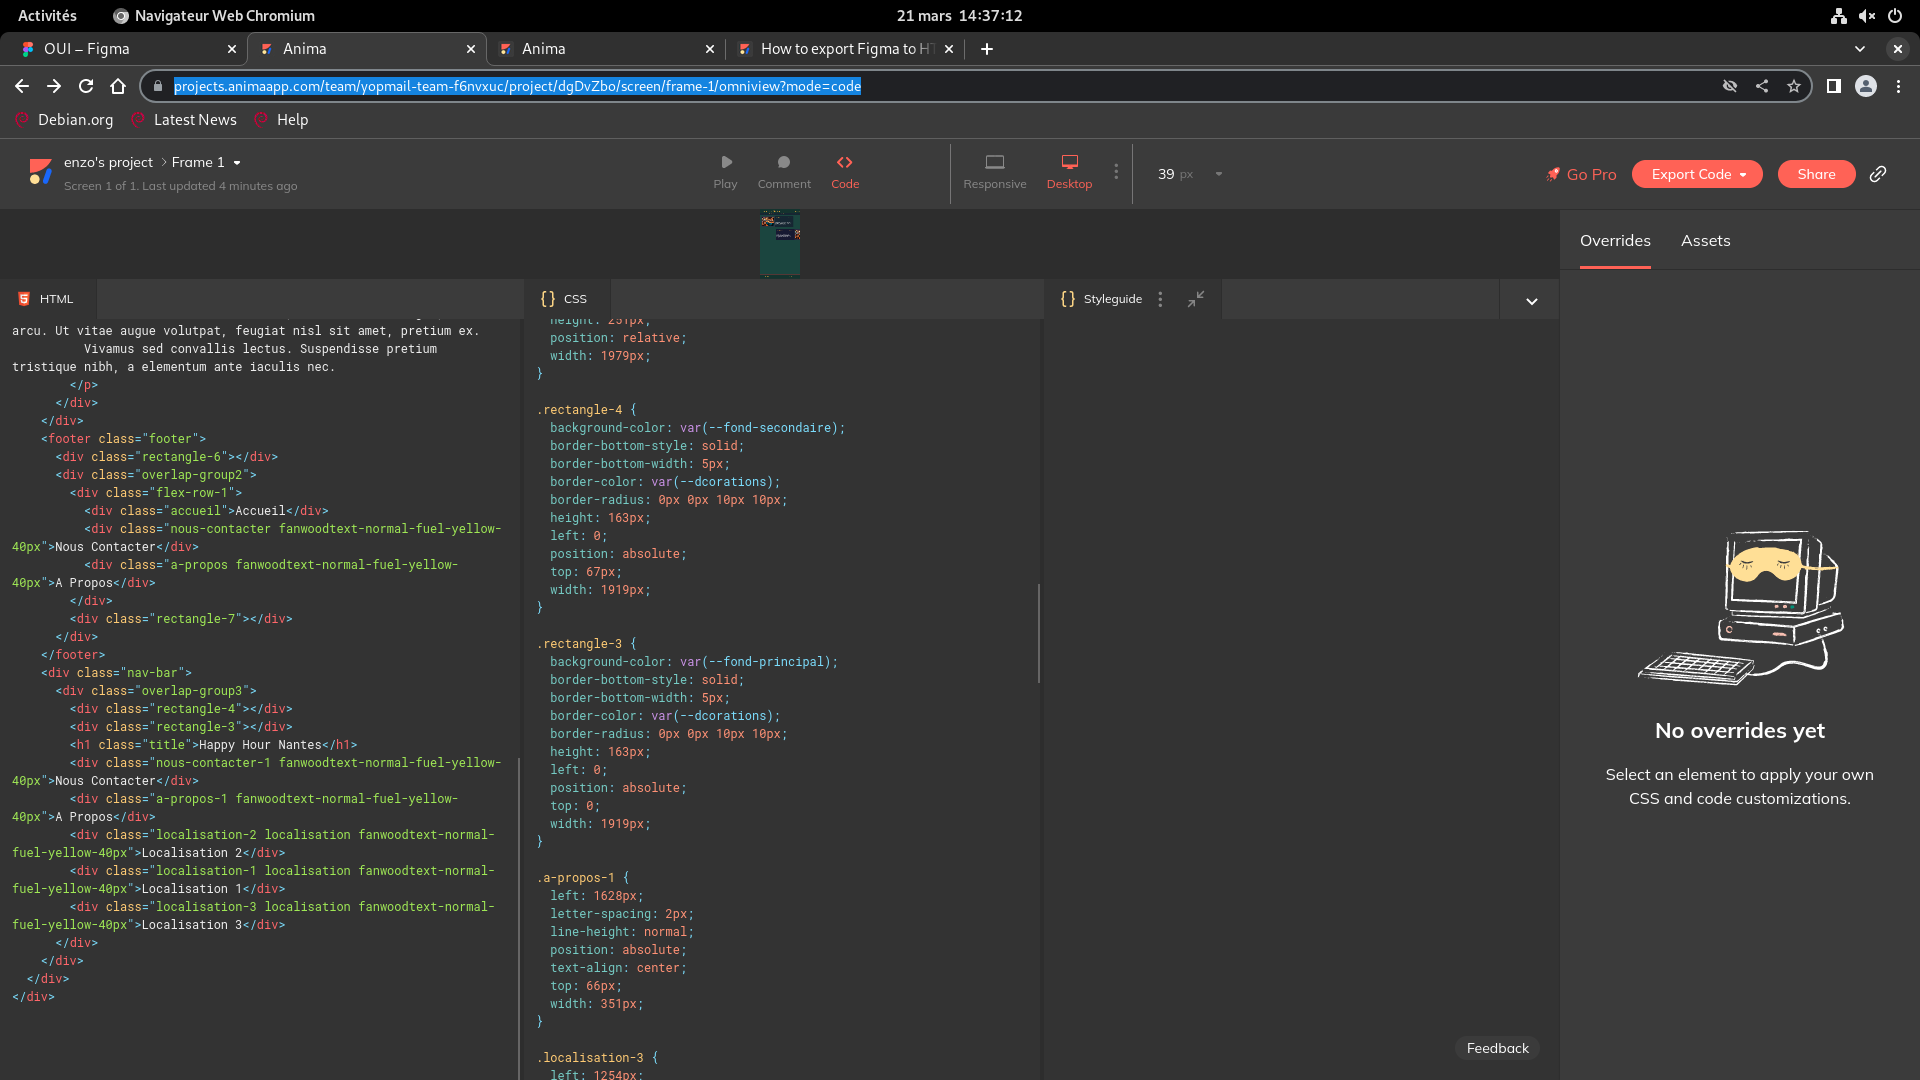 Activités
Navigateur Web Chromium
21 mars 14:37:12
OUI – Figma
Anima
Anima
How to export Figma to HT
projects.animaapp.com/team/yopmail-team-f6nvxuc/project/dgDvZbo/screen/frame-1/omniview?mode=code
Debian.org
Latest News
Help
enzo's project > Frame 1
Screen 1 of 1. Last updated 4 minutes ago
Play
Comment
Code
Responsive
Desktop
39 px
Go Pro
Export Code
Share
Overrides
Assets
HTML
arcu. Ut vitae augue volutpat, feugiat nisl sit amet, pretium ex.
Vivamus sed convallis lectus. Suspendisse pretium
tristique nibh, a elementum ante iaculis nec.
</p>
</div>
</div>
<footer class="footer">
<div class="rectangle-6"></div>
<div class="overlap-group2">
<div class="flex-row-1">
<div class="accueil">Accueil</div>
<div class="nous-contacter fanwoodtext-normal-fuel-yellow-
40px">Nous Contacter</div>
<div class="a-propos fanwoodtext-normal-fuel-yellow-
40px">A Propos</div>
</div>
<div class="rectangle-7"></div>
</div>
</footer>
<div class="nav-bar">
<div class="overlap-group3">
<div class="rectangle-4"></div>
<div class="rectangle-3"></div>
<h1 class="title">Happy Hour Nantes</h1>
<div class="nous-contacter-1 fanwoodtext-normal-fuel-yellow-
40px">Nous Contacter</div>
<div class="a-propos-1 fanwoodtext-normal-fuel-yellow-
40px">A Propos</div>
<div class="localisation-2 localisation fanwoodtext-normal-
fuel-yellow-40px">Localisation 2</div>
<div class="localisation-1 localisation fanwoodtext-normal-
fuel-yellow-40px">Localisation 1</div>
<div class="localisation-3 localisation fanwoodtext-normal-
fuel-yellow-40px">Localisation 3</div>
</div>
</div>
</div>
</div>
{} CSS
height: 251px;
position: relative;
width: 1979px;
}
.rectangle-4 {
background-color: var(--fond-secondaire);
border-bottom-style: solid;
border-bottom-width: 5px;
border-color: var(--dcorations);
border-radius: 0px 0px 10px 10px;
height: 163px;
left: 0;
position: absolute;
top: 67px;
width: 1919px;
}
.rectangle-3 {
background-color: var(--fond-principal);
border-bottom-style: solid;
border-bottom-width: 5px;
border-color: var(--dcorations);
border-radius: 0px 0px 10px 10px;
height: 163px;
left: 0;
position: absolute;
top: 0;
width: 1919px;
}
.a-propos-1 {
left: 1628px;
letter-spacing: 2px;
line-height: normal;
position: absolute;
text-align: center;
top: 66px;
width: 351px;
}
.localisation-3 {
left: 1254px;
{} Styleguide
No overrides yet
Select an element to apply your own
CSS and code customizations.
Feedback